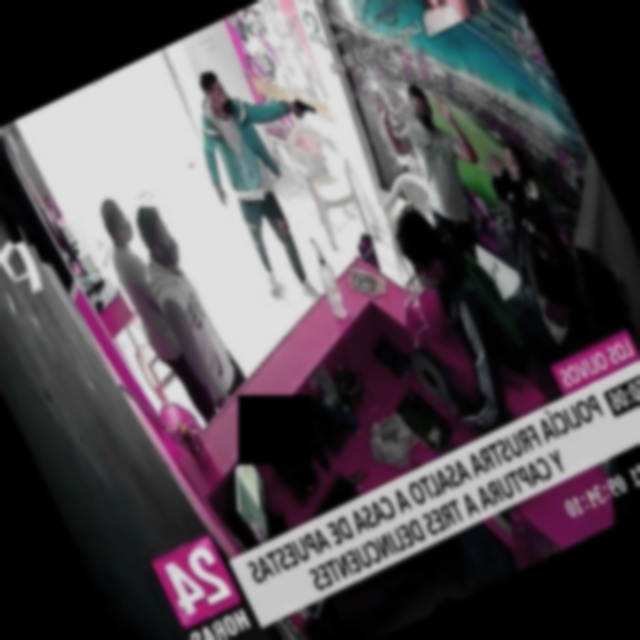 LOS OLIVOS
POLICÍA FRUSTRA ASALTO A CASA DE APUESTAS
Y CAPTURA A TRES DELINCUENTES
24
HORAS